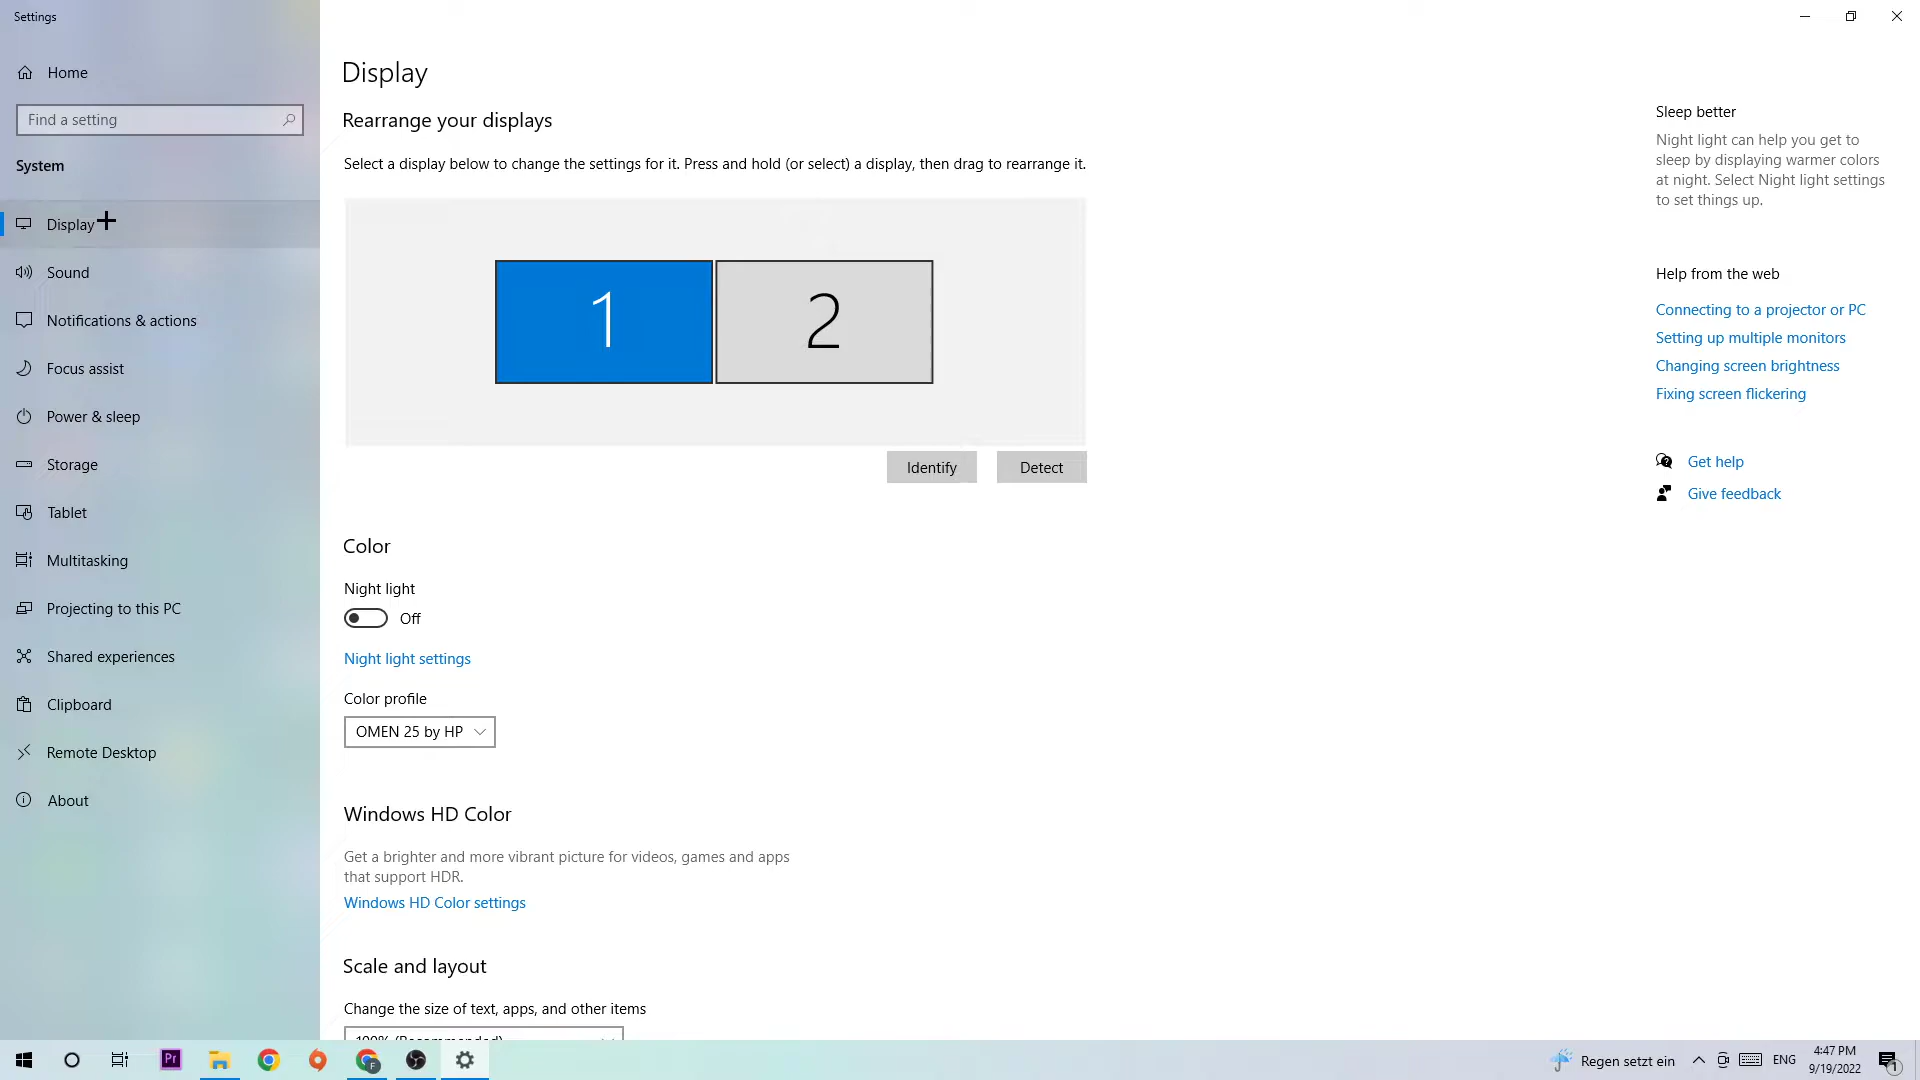 Settings
Home
Find a setting
System
Display
Sound
Notifications & actions
Focus assist
Power & sleep
Storage
Tablet
Multitasking
Projecting to this PC
Shared experiences
Clipboard
Remote Desktop
About
Display
Rearrange your displays
Select a display below to change the settings for it. Press and hold (or select) a display, then drag to rearrange it.
1
2
Identify
Detect
Color
Night light
Off
Night light settings
Color profile
OMEN 25 by HP
Windows HD Color
Get a brighter and more vibrant picture for videos, games and apps
that support HDR.
Windows HD Color settings
Scale and layout
Change the size of text, apps, and other items
100% (Recommended)
Sleep better
Night light can help you get to
sleep by displaying warmer colors
at night. Select Night light settings
to set things up.
Help from the web
Connecting to a projector or PC
Setting up multiple monitors
Changing screen brightness
Fixing screen flickering
Get help
Give feedback
Pr
F
Regen setzt ein
ENG
4:47 PM
9/19/2022
1